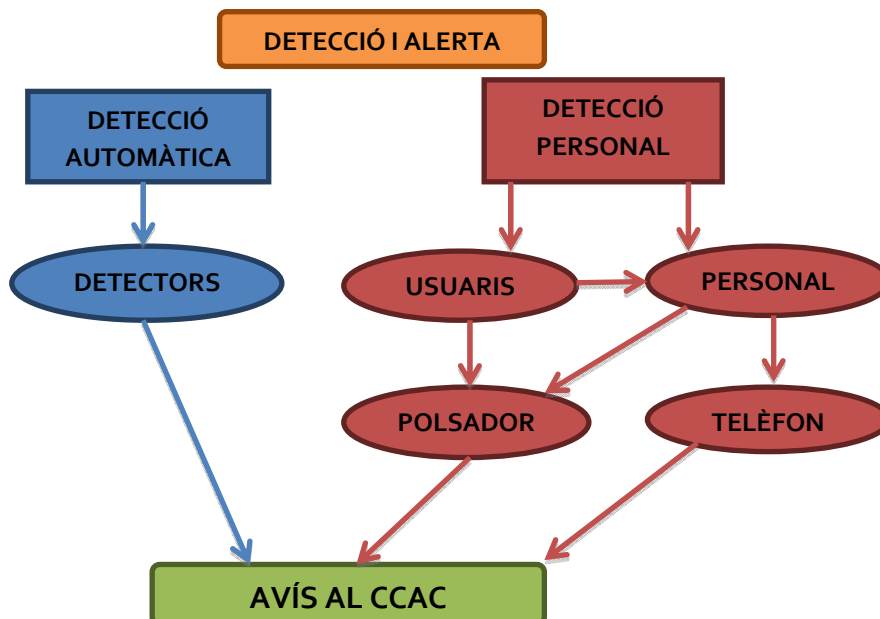 DETECCIÓ I ALERTA
DETECCIÓ
AUTOMÀTICA
DETECCIÓ
PERSONAL
DETECTORS
USUARIS
PERSONAL
POLSADOR
TELÈFON
AVÍS AL CCAC